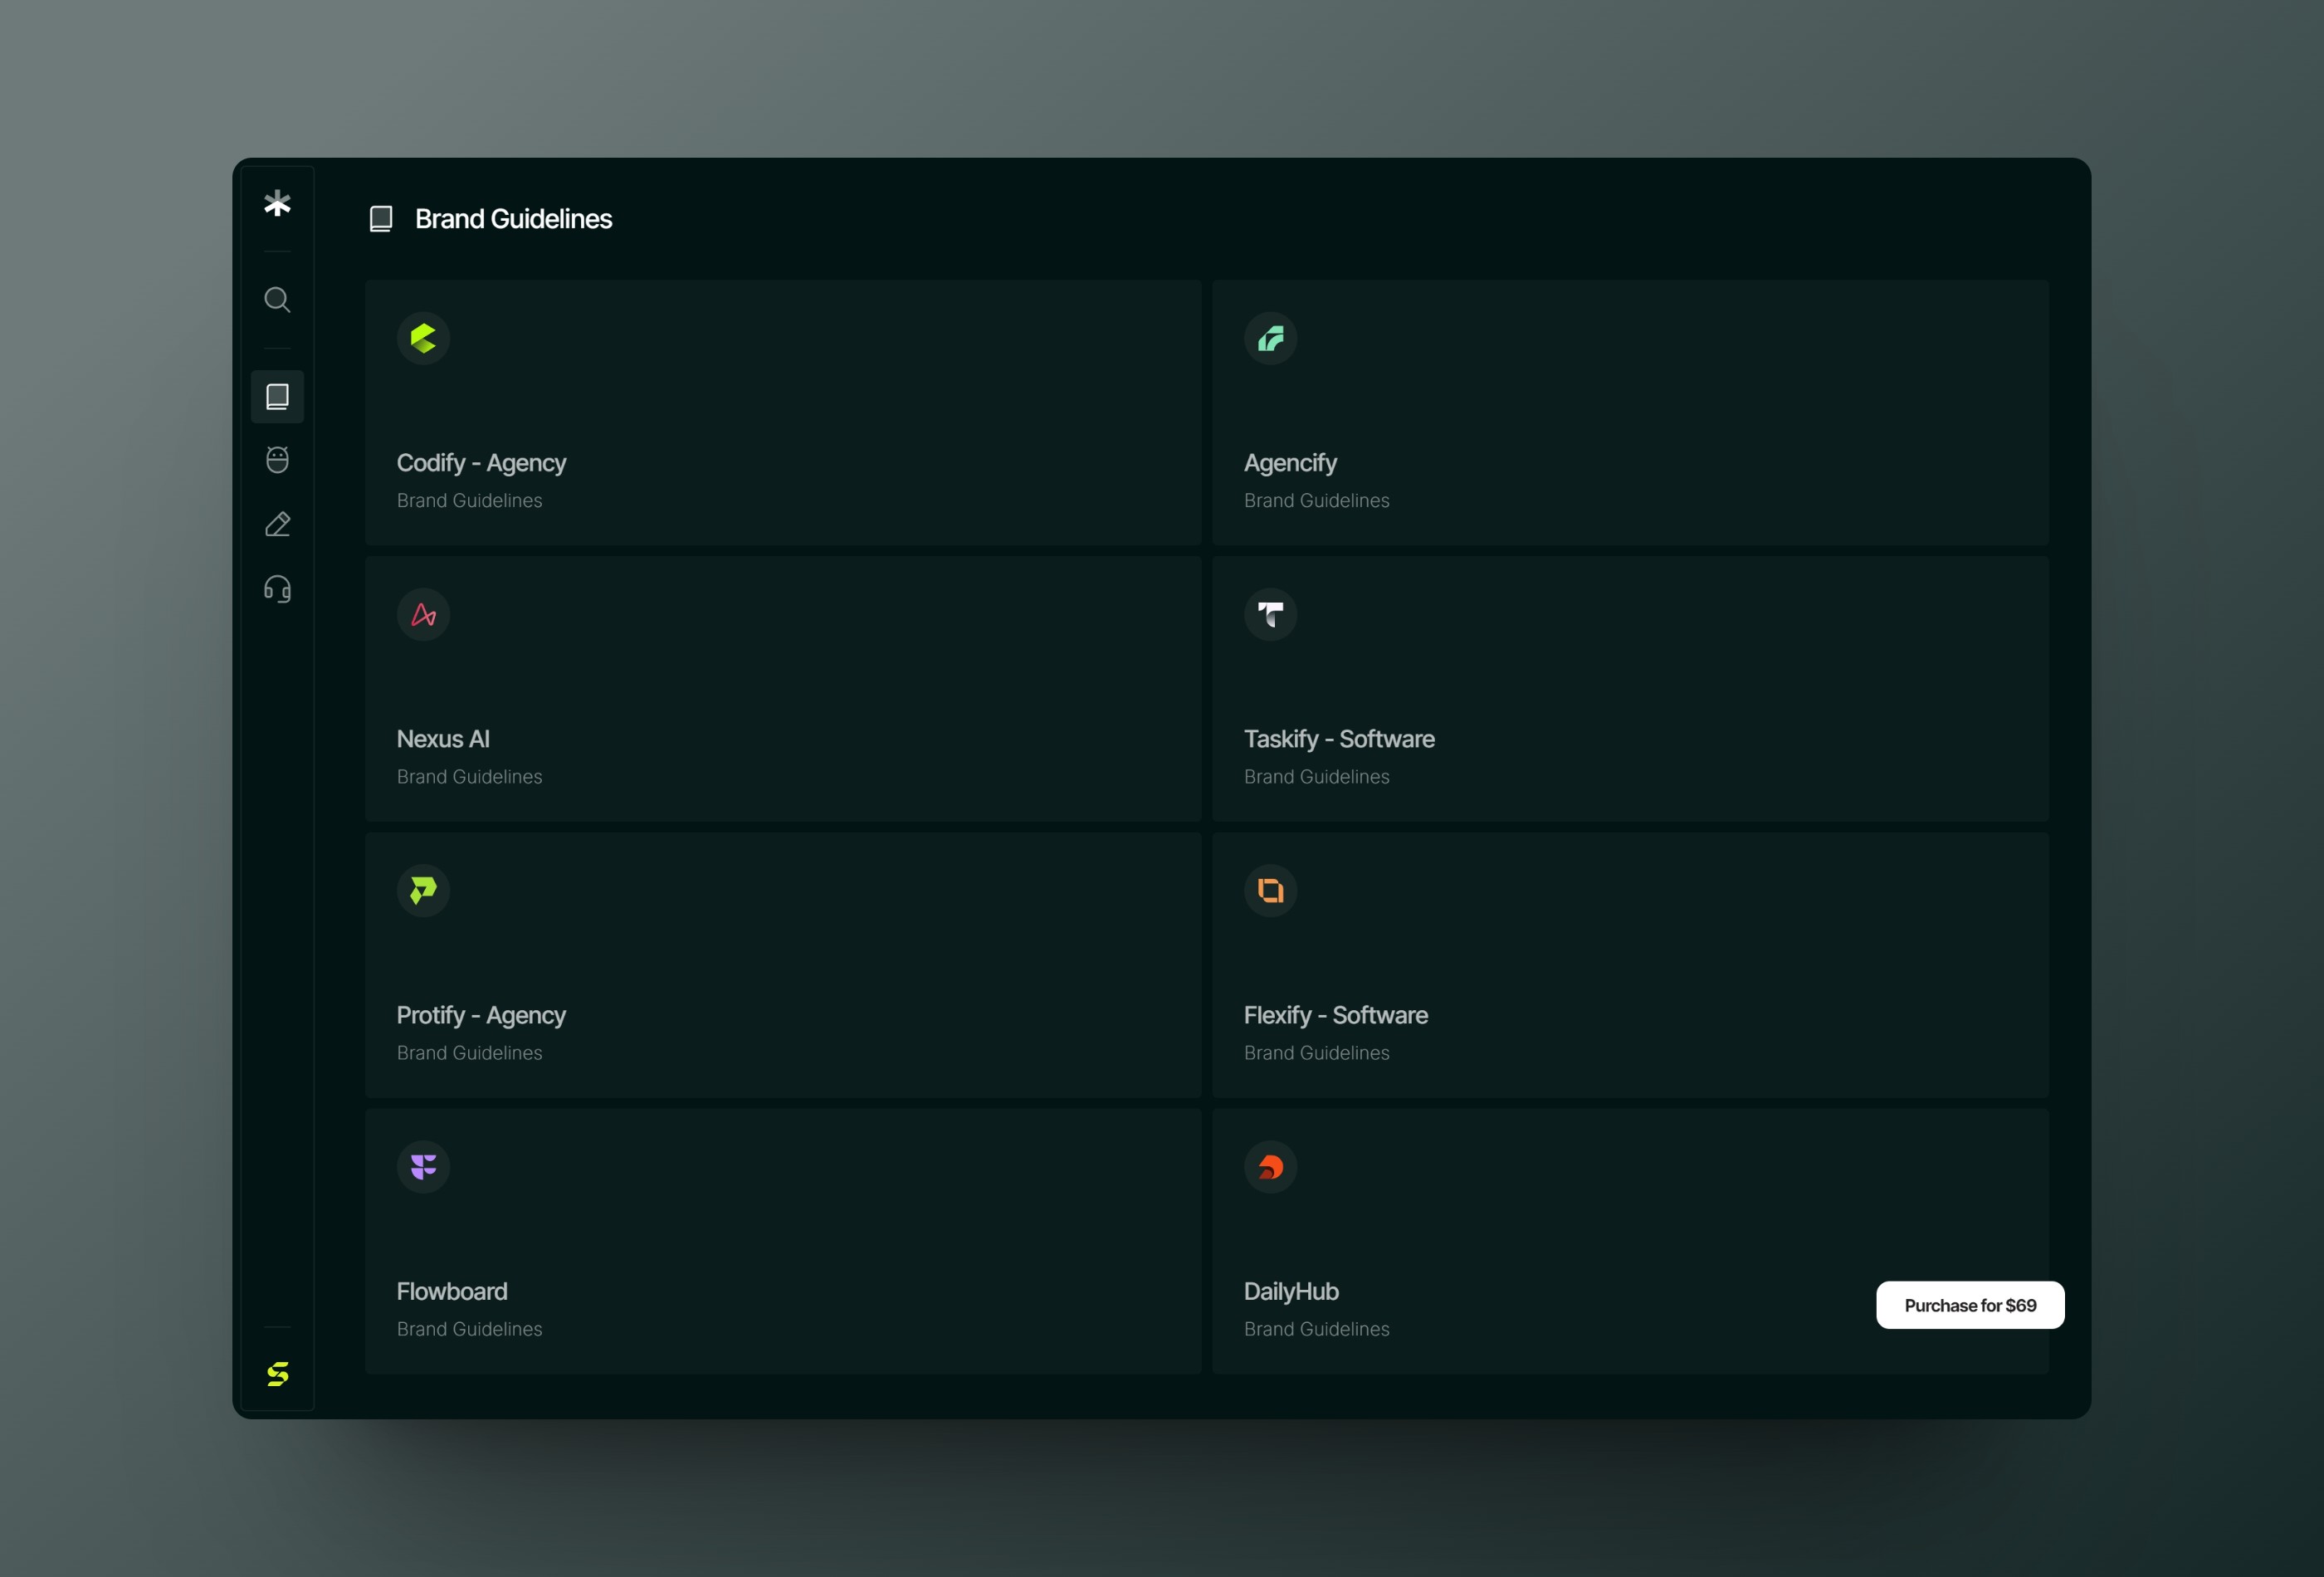 Brand Guidelines
Codify - Agency
Brand Guidelines
Agencify
Brand Guidelines
Nexus AI
Brand Guidelines
Taskify - Software
Brand Guidelines
Protify - Agency
Brand Guidelines
Flexify - Software
Brand Guidelines
Flowboard
Brand Guidelines
DailyHub
Brand Guidelines
Purchase for $69